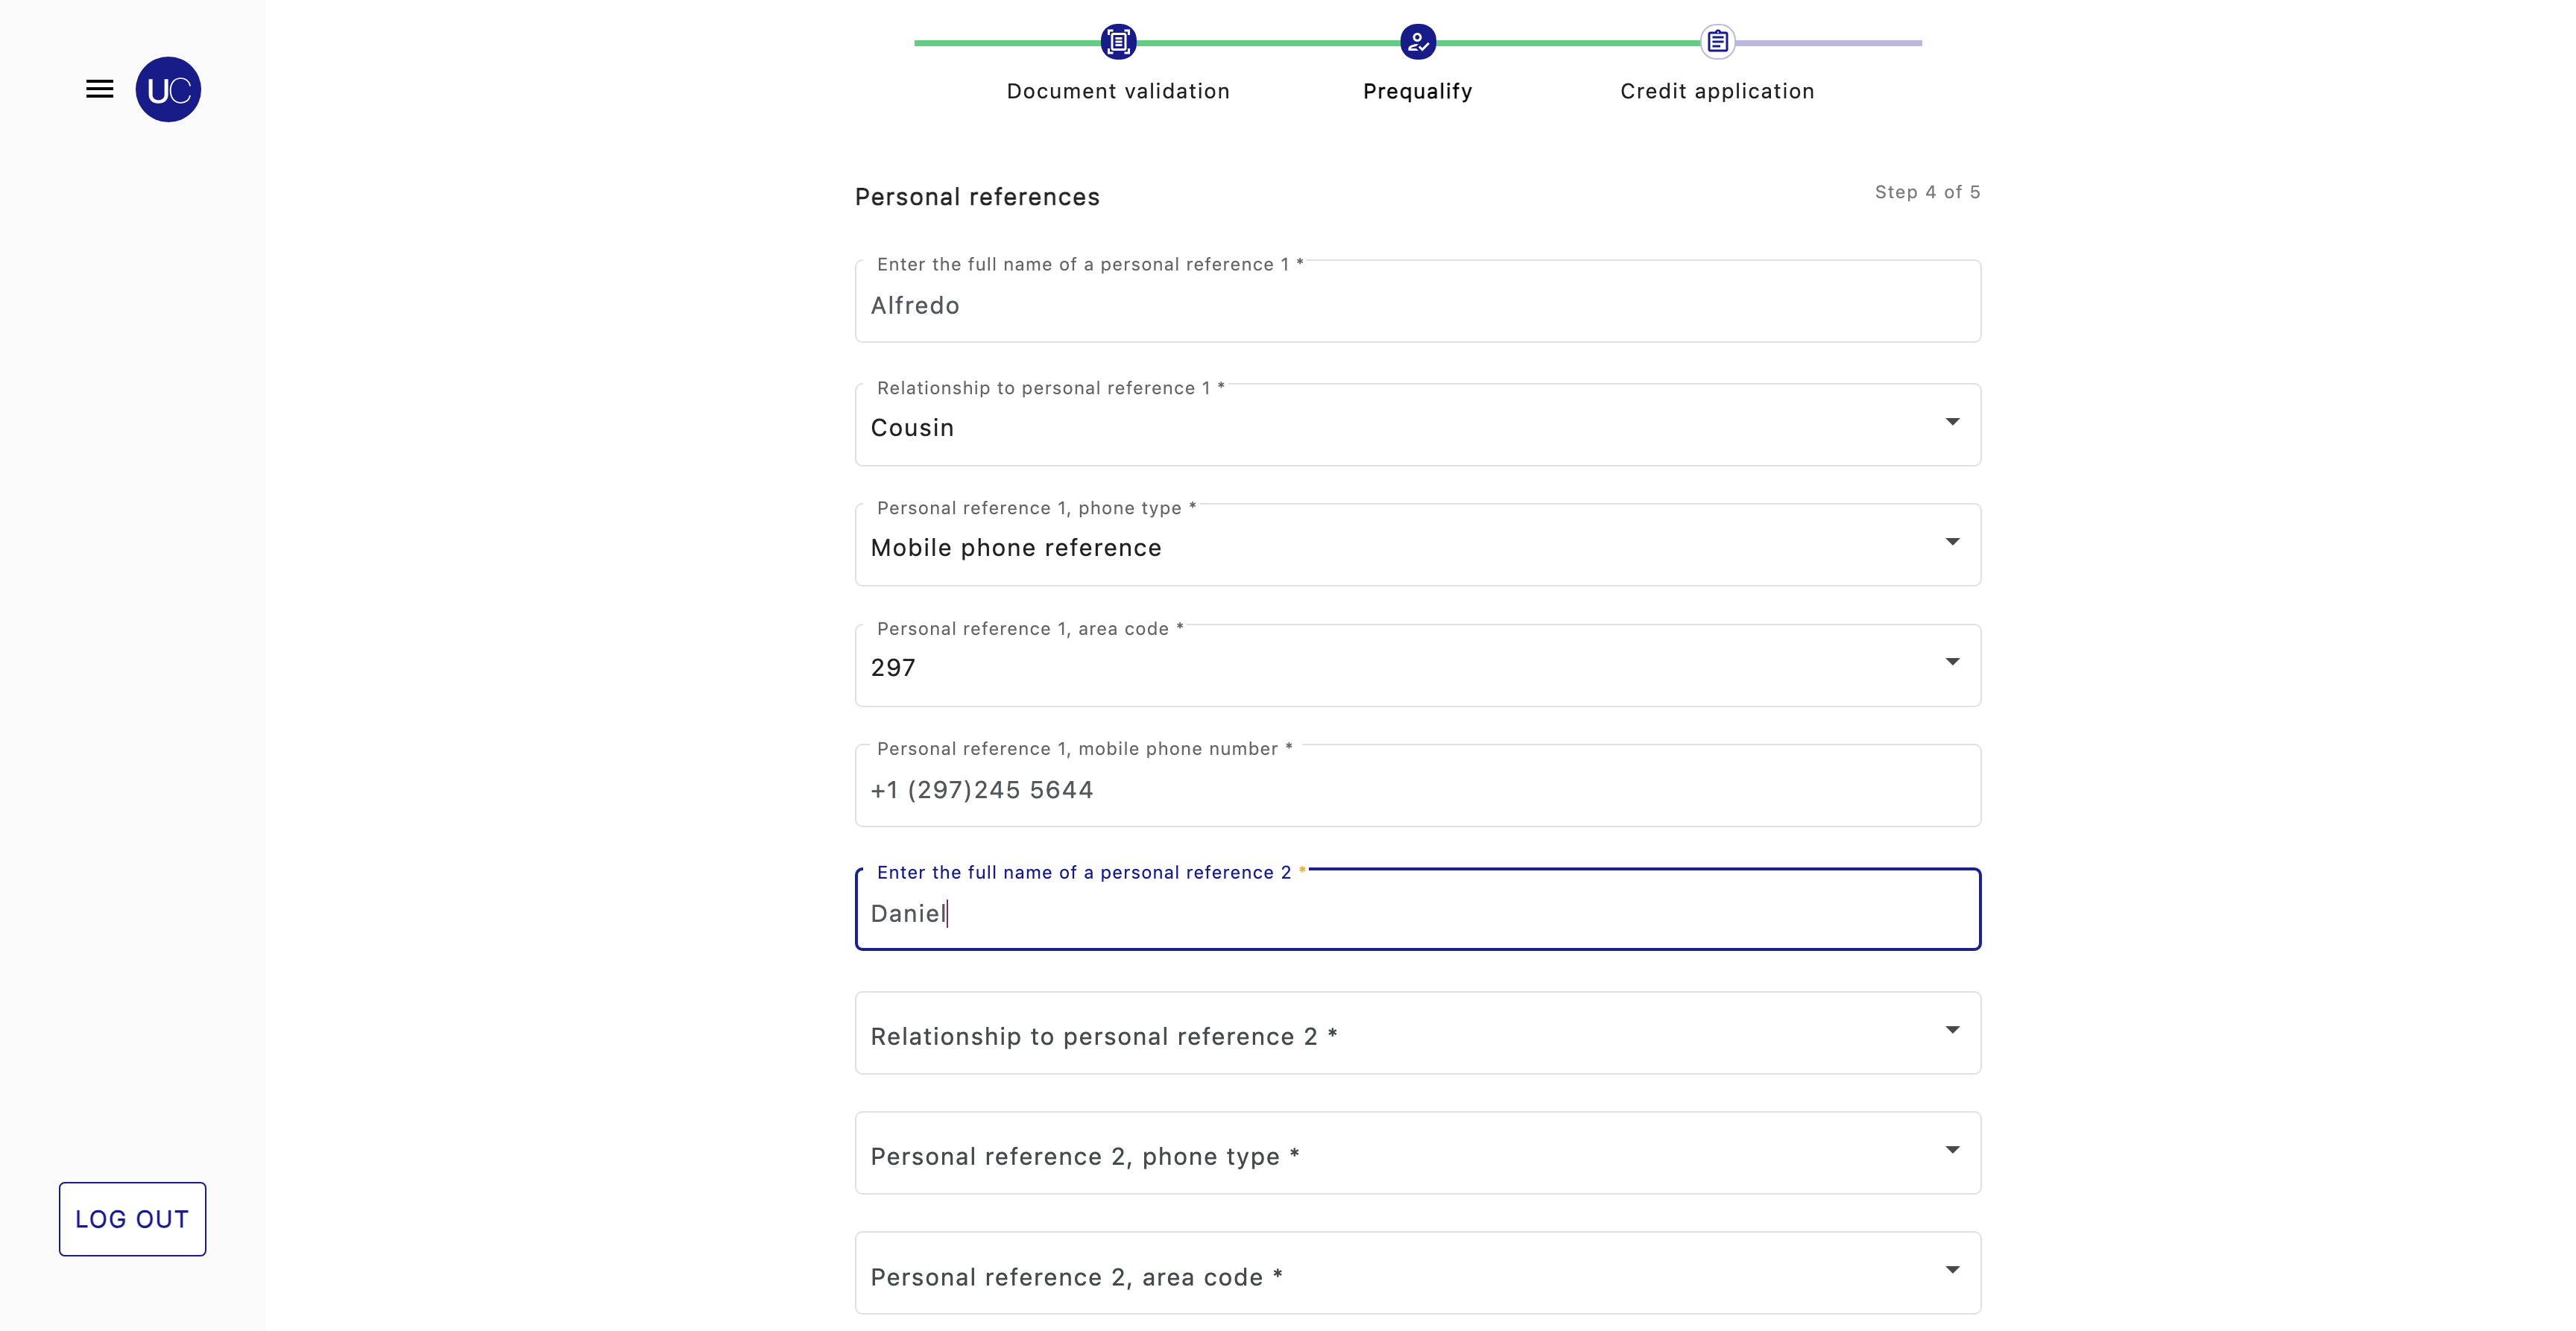 UC
Document validation
Prequalify
Credit application
Personal references
Step 4 of 5
Enter the full name of a personal reference 1 *
Alfredo
Relationship to personal reference 1 *
Cousin
Personal reference 1, phone type *
Mobile phone reference
Personal reference 1, area code *
297
Personal reference 1, mobile phone number *
+1 (297)245 5644
Enter the full name of a personal reference 2 *
Daniel
Relationship to personal reference 2 *
Personal reference 2, phone type *
Personal reference 2, area code *
LOG OUT